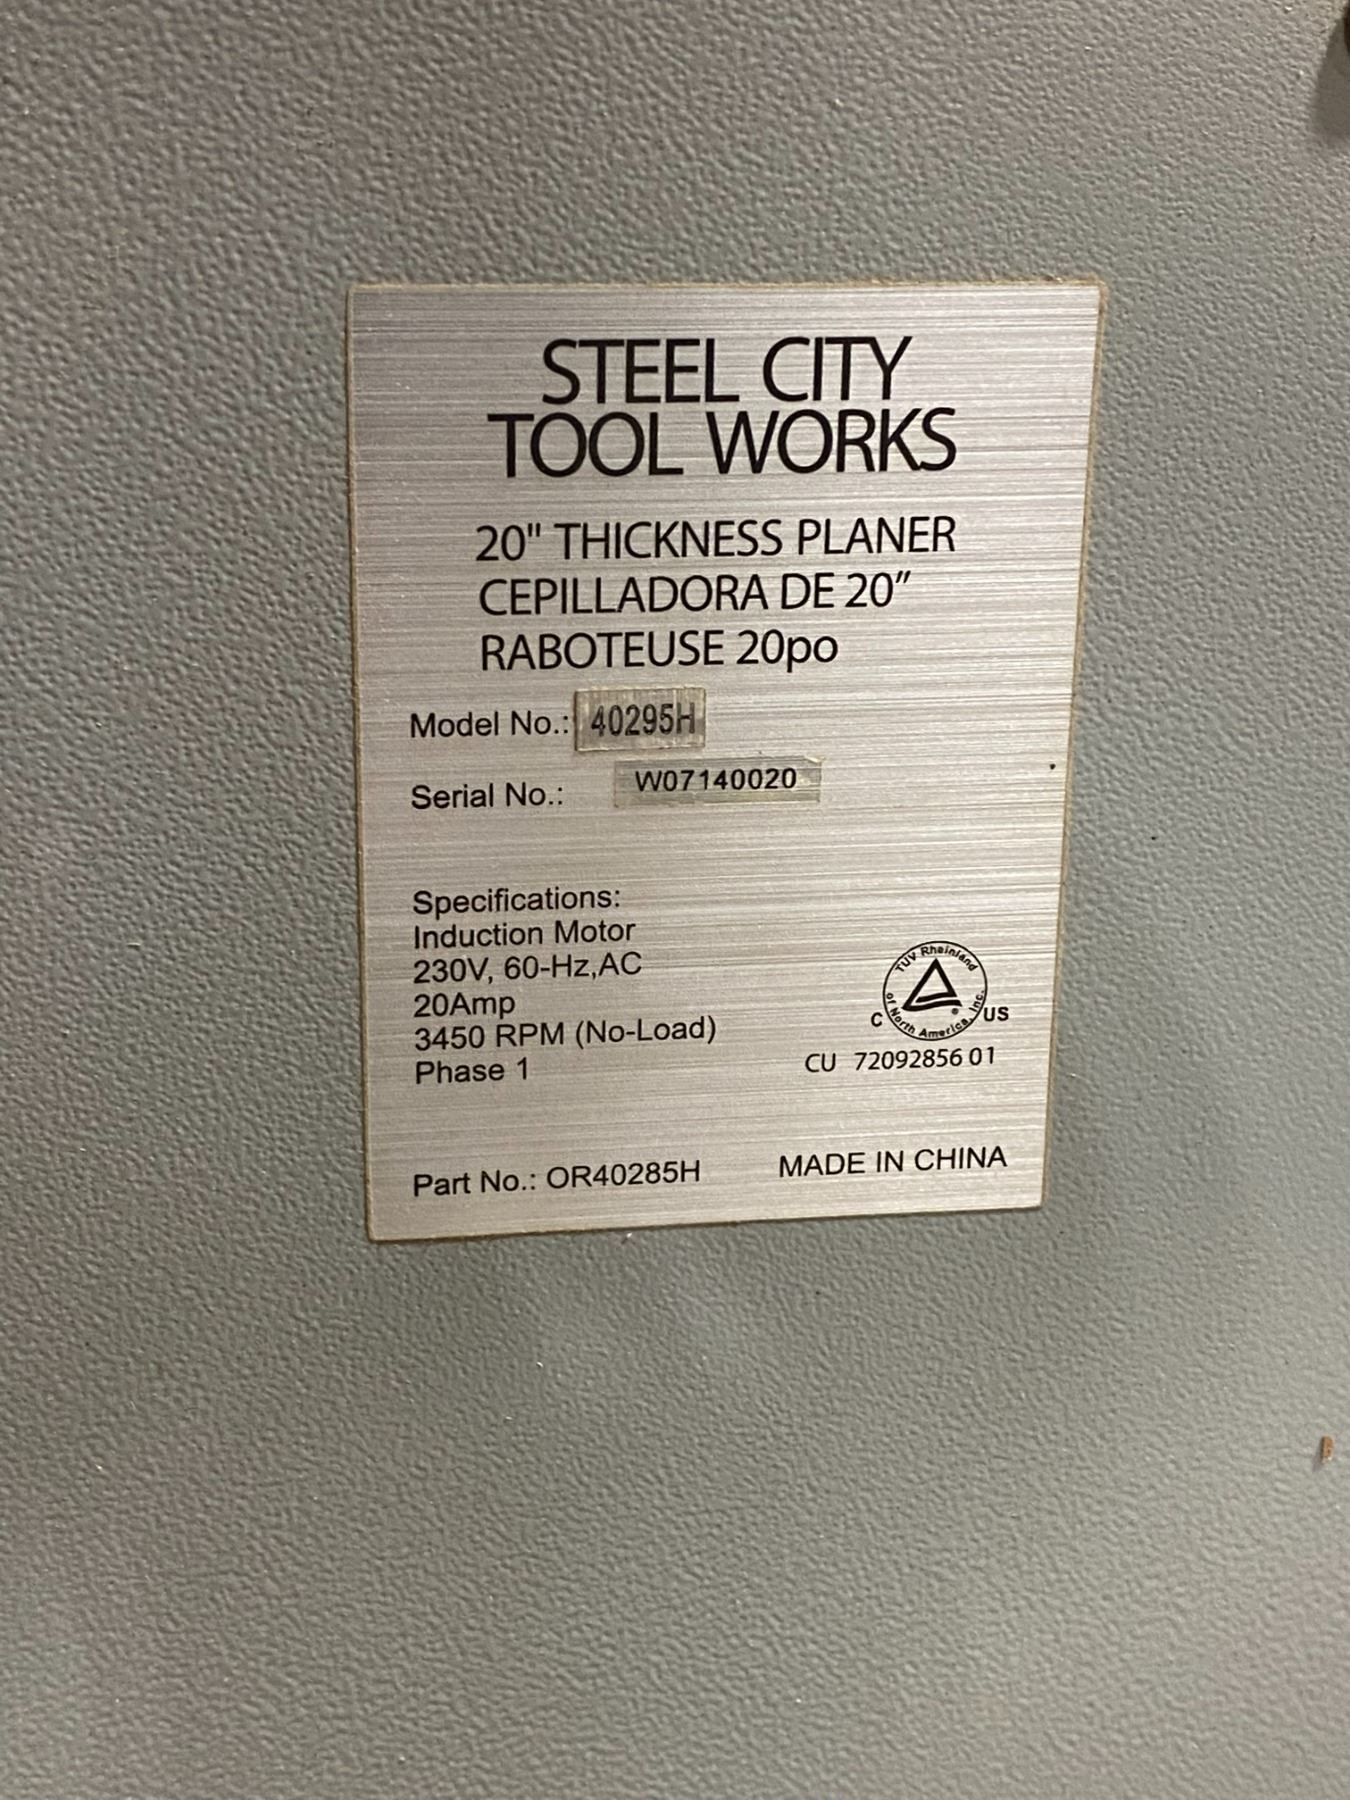 STEEL CITY
TOOL WORKS
20" THICKNESS PLANER
CEPILLADORA DE 20"
RABOTEUSE 20po
Model No.: 40295H
Serial No.: W07140020
Specifications:
Induction Motor
230V, 60-Hz,AC
20Amp
3450 RPM (No-Load)
Phase 1
TÜV Rheinland
of North America, Inc.
®
C US
CU 72092856 01
Part No.: OR40285H MADE IN CHINA